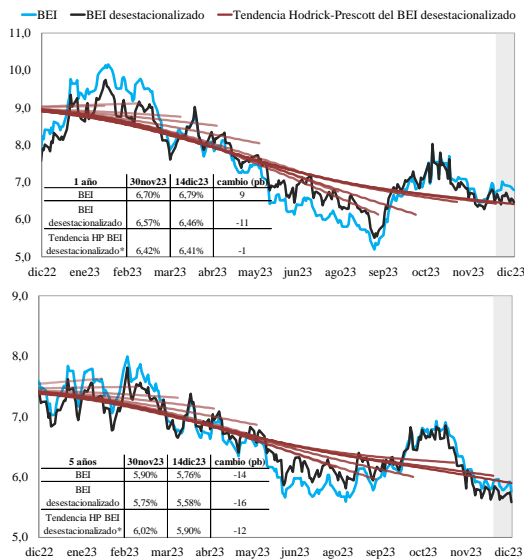 BEI BEI desestacionalizado Tendencia Hodrick-Prescott del BEI desestacionalizado
11,0
10,0
9,0
8,0
7,0
6,0
5,0
1 año 30nov23 14dic23 cambio (pb)
BEI 6,70% 6,79% 9
BEI desestacionalizado 6,57% 6,46% -11
Tendencia HP BEI desestacionalizado* 6,42% 6,41% -1
dic22 ene23 feb23 mar23 abr23 may23 jun23 ago23 sep23 oct23 nov23 dic23
9,0
8,0
7,0
6,0
5,0
5 años 30nov23 14dic23 cambio (pb)
BEI 5,90% 5,76% -14
BEI desestacionalizado 5,75% 5,58% -16
Tendencia HP BEI desestacionalizado* 6,02% 5,90% -12
dic22 ene23 feb23 mar23 abr23 may23 jun23 ago23 sep23 oct23 nov23 dic23